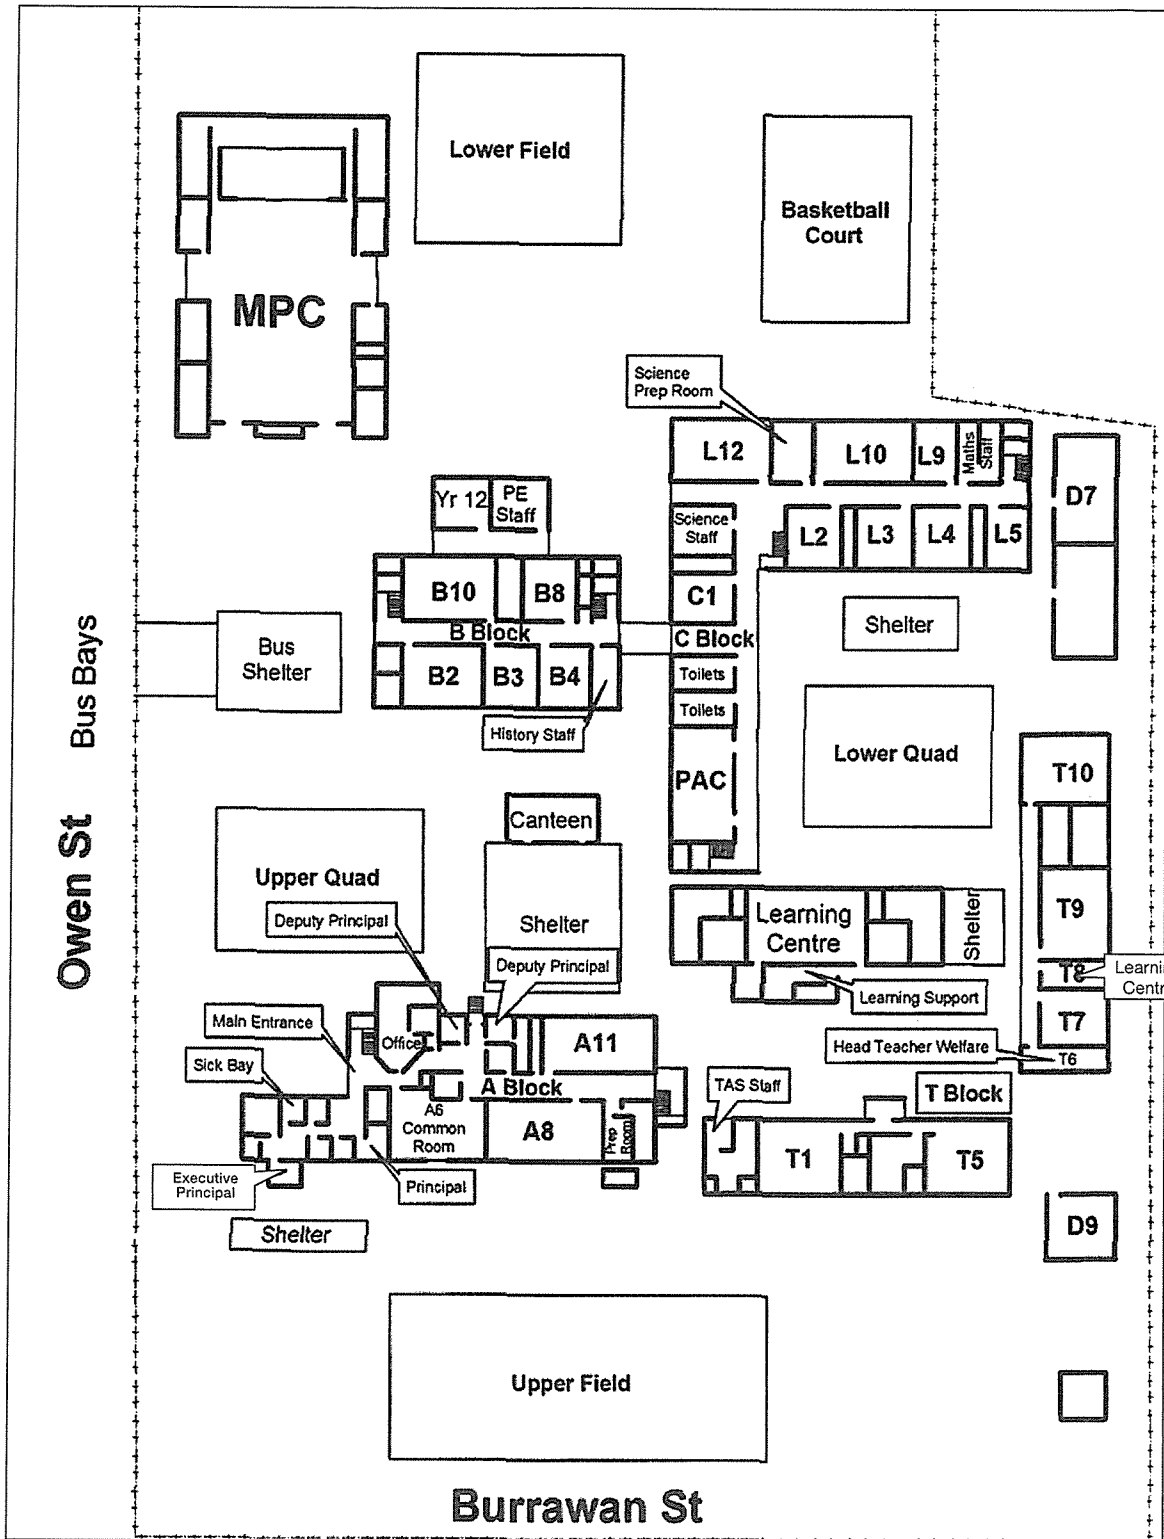 Lower Field
Basketball
Court
MPC
Science
Prep Room
L12
L10
L9
Maths
Staff
D7
Yr 12
PE
Staff
Science
Staff
L2
L3
L4
L5
B10
B8
C1
B Block
C Block
Shelter
Bus
Shelter
Bus Bays
B2
B3
B4
Toilets
Toilets
History Staff
PAC
Lower Quad
T10
Canteen
Owen St
Upper Quad
Shelter
Deputy Principal
Deputy Principal
Learning
Centre
Shelter
T9
T8
Learnin
Centr
Learning Support
Main Entrance
Office
A11
T7
Head Teacher Welfare
T6
Sick Bay
A Block
TAS Staff
T Block
A6
Common
Room
A8
Prep
Room
T1
T5
Executive
Principal
Principal
Shelter
D9
Upper Field
Burrawan St